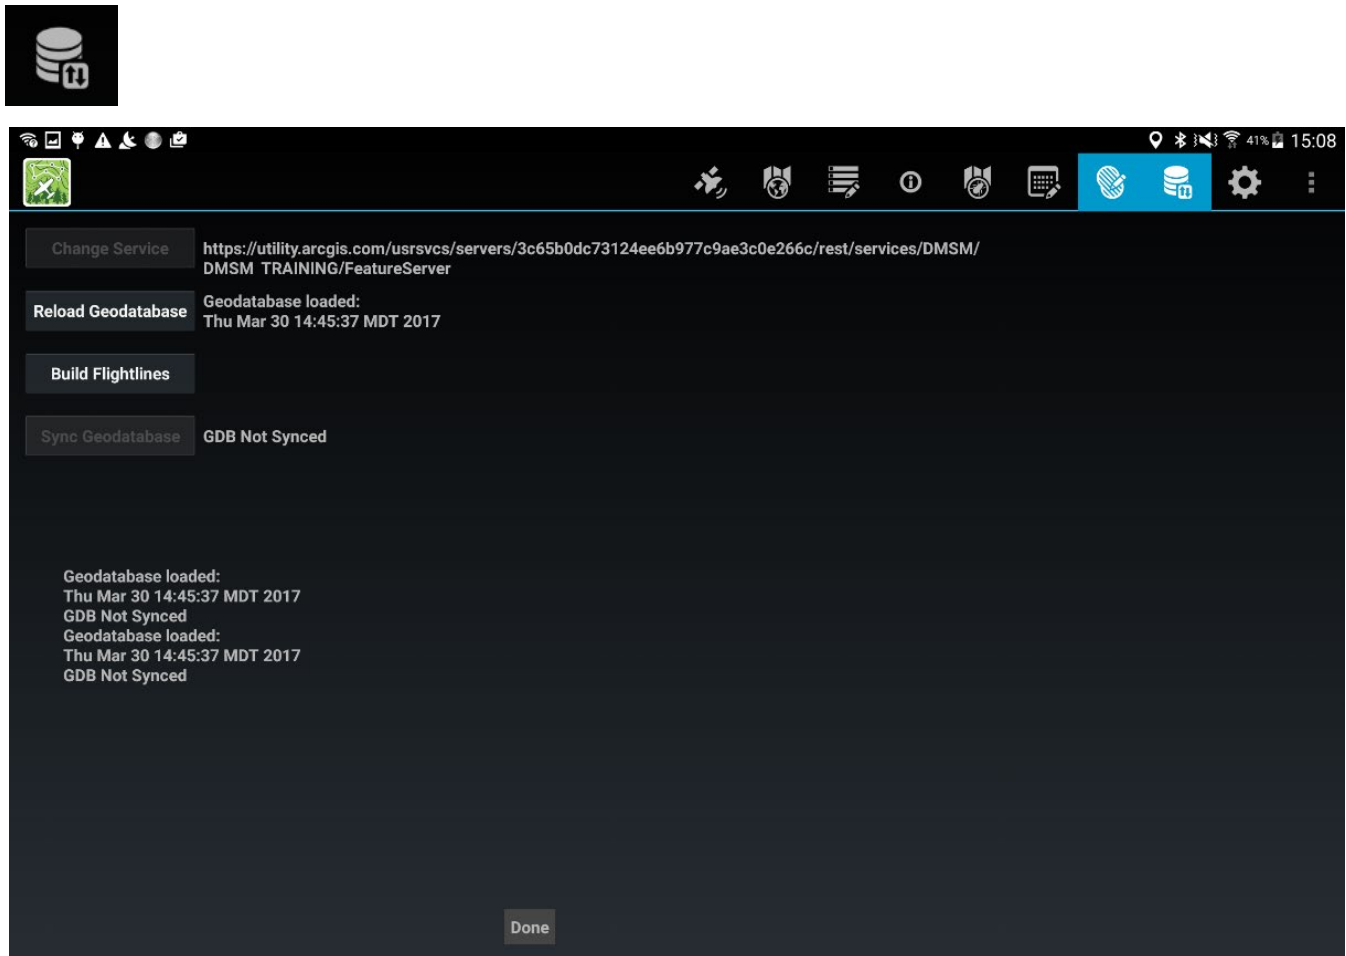 41% 15:08
Change Service
https://utility.arcgis.com/usrsvcs/servers/3c65b0dc73124ee6b977c9ae3c0e266c/rest/services/DMSM/
DMSM TRAINING/FeatureServer
Reload Geodatabase
Geodatabase loaded:
Thu Mar 30 14:45:37 MDT 2017
Build Flightlines
Sync Geodatabase
GDB Not Synced
Geodatabase loaded:
Thu Mar 30 14:45:37 MDT 2017
GDB Not Synced
Geodatabase loaded:
Thu Mar 30 14:45:37 MDT 2017
GDB Not Synced
Done